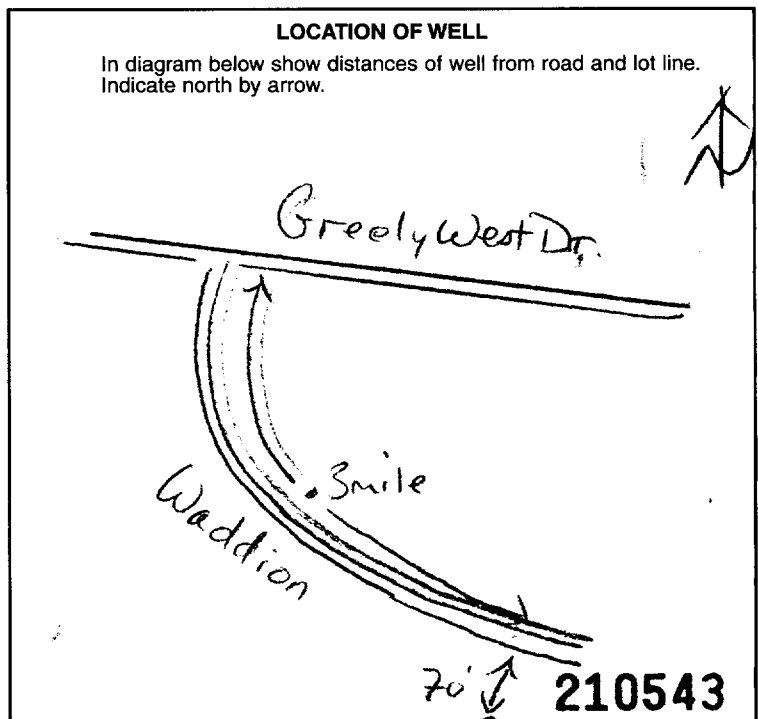 LOCATION OF WELL
In diagram below show distances of well from road and lot line.
Indicate north by arrow.
N
Greely West Dr.
.3mile
Waddion
70'
210543